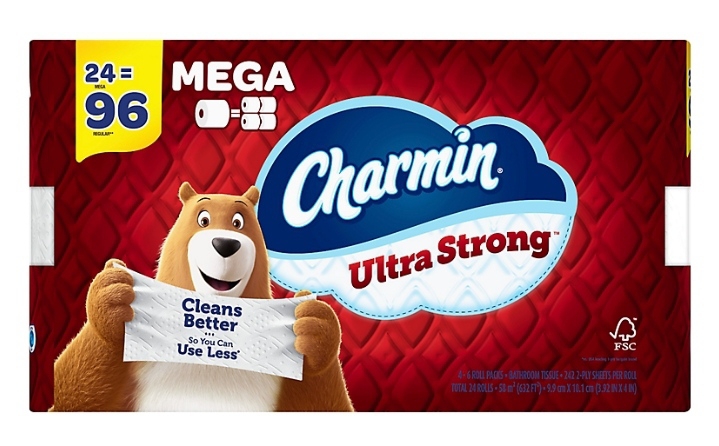 24=
MEGA
96
REGULAR**
MEGA
Charmin®
Ultra Strong™
Cleans
Better
...
So You Can
Use Less*
FSC
4 - 6 ROLL PACKS • BATHROOM TISSUE • 242 2-PLY SHEETS PER ROLL
TOTAL 24 ROLLS • 58 m² (632 FT²) • 9.9 cm X 10.1 cm (3.92 IN X 4 IN)